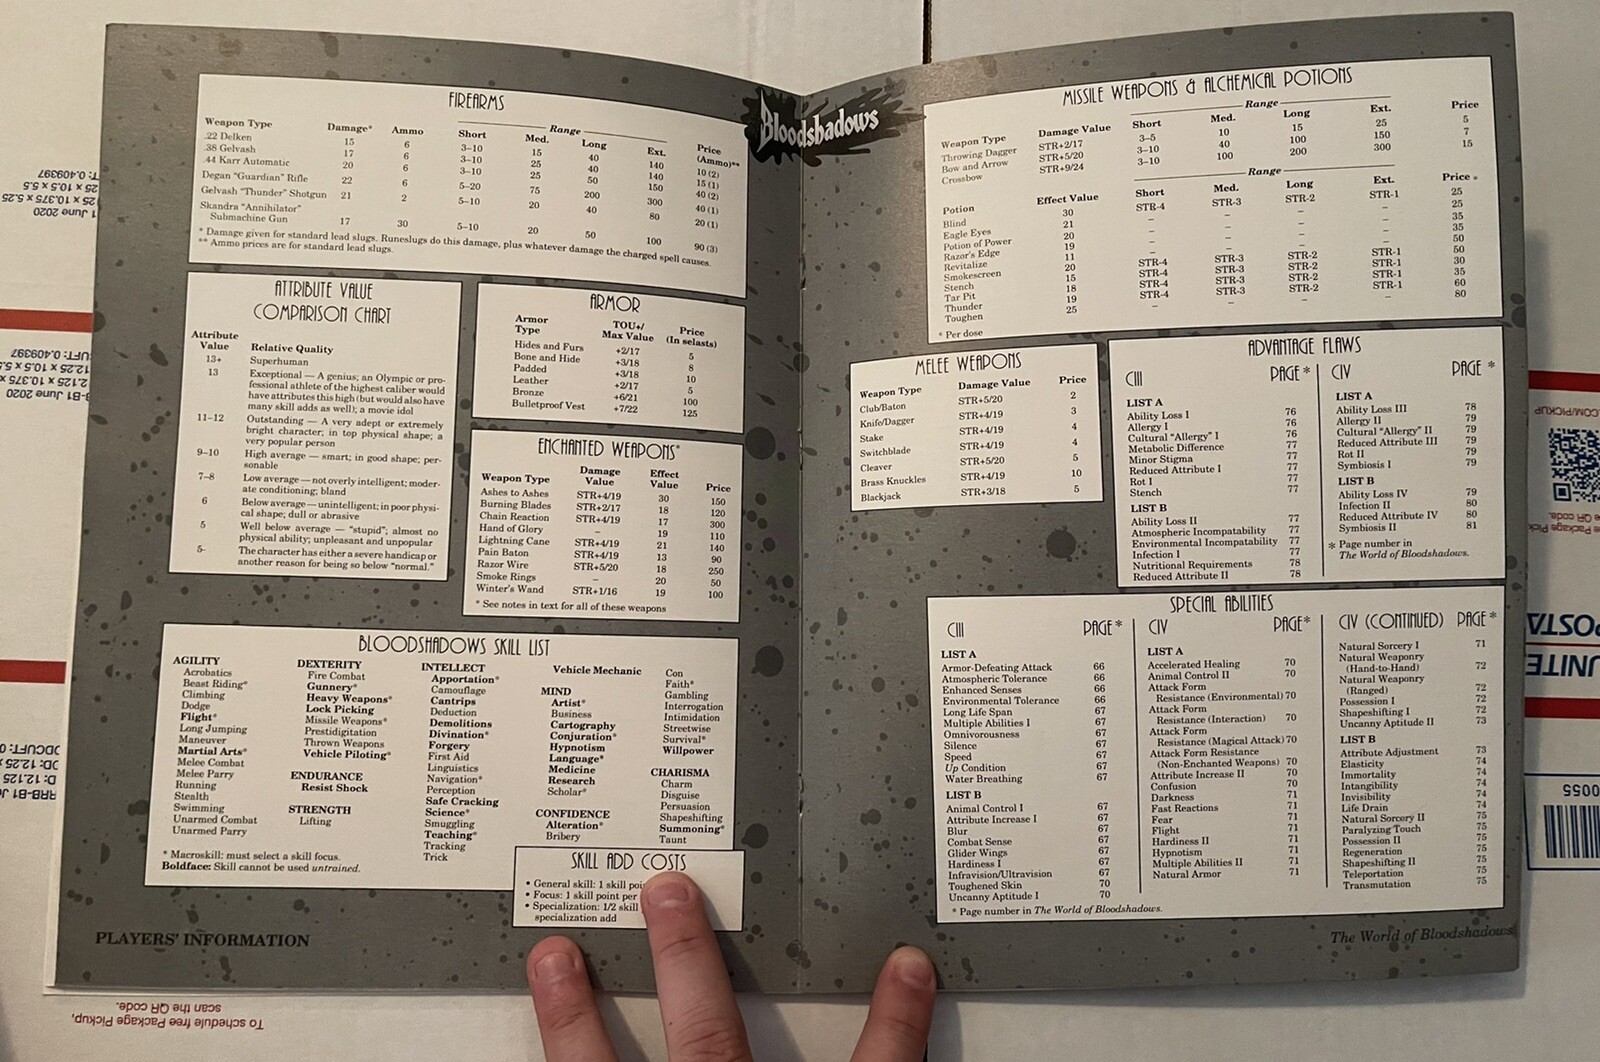 Bloodshadows
FIREARMS
Weapon Type Damage* Ammo Short Range Med. Long Ext. Price (Ammo)**
.22 Delken 15 6 3–10 15 40 140 10 (2)
.38 Gelvash 17 6 3–10 25 40 140 15 (1)
.44 Karr Automatic 20 6 3–10 25 50 150 40 (2)
Degan "Guardian" Rifle 22 6 5–20 75 200 300 40 (1)
Gelvash "Thunder" Shotgun 21 2 5–10 20 40 80 20 (1)
Skandra "Annihilator"
Submachine Gun 17 30 5–10 20 50 100 90 (3)
* Damage given for standard lead slugs. Runeslugs do this damage, plus whatever damage the charged spell causes.
** Ammo prices are for standard lead slugs.
ATTRIBUTE VALUE
COMPARISON CHART
Attribute
Value Relative Quality
13+ Superhuman
13 Exceptional — A genius; an Olympic or pro-
fessional athlete of the highest caliber would
have attributes this high (but would also have
many skill adds as well); a movie idol
11–12 Outstanding — A very adept or extremely
bright character; in top physical shape; a
very popular person
9–10 High average — smart; in good shape; per-
sonable
7–8 Low average — not overly intelligent; moder-
ate conditioning; bland
6 Below average — unintelligent; in poor physi-
cal shape; dull or abrasive
5 Well below average — "stupid"; almost no
physical ability; unpleasant and unpopular
5- The character has either a severe handicap or
another reason for being so below "normal."
ARMOR
Armor TOU+/ Price
Type Max Value (In selasts)
Hides and Furs +2/17 5
Bone and Hide +3/18 8
Padded +3/18 10
Leather +2/17 5
Bronze +6/21 100
Bulletproof Vest +7/22 125
ENCHANTED WEAPONS*
Weapon Type Damage Value Effect Value Price
Ashes to Ashes STR+4/19 30 150
Burning Blades STR+2/17 18 120
Chain Reaction STR+4/19 17 300
Hand of Glory – 19 110
Lightning Cane STR+4/19 21 140
Pain Baton STR+4/19 13 90
Razor Wire STR+5/20 18 250
Smoke Rings – 20 50
Winter's Wand STR+1/16 19 100
* See notes in text for all of these weapons
BLOODSHADOWS SKILL LIST
AGILITY
Acrobatics
Beast Riding*
Climbing
Dodge
Flight*
Long Jumping
Maneuver
Martial Arts*
Melee Combat
Melee Parry
Running
Stealth
Swimming
Unarmed Combat
Unarmed Parry
DEXTERITY
Fire Combat
Gunnery*
Heavy Weapons*
Lock Picking
Missile Weapons*
Prestidigitation
Thrown Weapons
Vehicle Piloting*
ENDURANCE
Resist Shock
STRENGTH
Lifting
INTELLECT
Apportation*
Camouflage
Cantrips
Deduction
Demolitions
Divination*
Forgery
First Aid
Linguistics
Navigation*
Perception
Safe Cracking
Science*
Smuggling
Teaching*
Tracking
Trick
Vehicle Mechanic
MIND
Artist*
Business
Cartography
Conjuration*
Hypnotism
Language*
Medicine
Research
Scholar*
CONFIDENCE
Alteration*
Bribery
Con
Faith*
Gambling
Interrogation
Intimidation
Streetwise
Survival*
Willpower
CHARISMA
Charm
Disguise
Persuasion
Shapeshifting
Summoning*
Taunt
* Macroskill: must select a skill focus.
Boldface: Skill cannot be used untrained.
SKILL ADD COSTS
• General skill: 1 skill
• Focus: 1 skill point per
• Specialization: 1/2 skill
specialization add
PLAYERS' INFORMATION
MISSILE WEAPONS & ALCHEMICAL POTIONS
Range
Weapon Type Damage Value Short Med. Long Ext. Price
Throwing Dagger STR+2/17 3–5 10 15 25 5
Bow and Arrow STR+5/20 3–10 40 100 150 7
Crossbow STR+9/24 3–10 100 200 300 15
Range
Potion Effect Value Short Med. Long Ext. Price*
Blind 30 STR-4 STR-3 STR-2 STR-1 25
Eagle Eyes 21 – – – – 25
Potion of Power 20 – – – – 35
Razor's Edge 19 – – – – 35
Revitalize 11 – – – – 50
Smokescreen 20 STR-4 STR-3 STR-2 STR-1 50
Stench 15 STR-4 STR-3 STR-2 STR-1 30
Tar Pit 18 STR-4 STR-3 STR-2 STR-1 35
Thunder 19 STR-4 STR-3 STR-2 STR-1 60
Toughen 25 – – – – 80
* Per dose
MELEE WEAPONS
Weapon Type Damage Value Price
Club/Baton STR+5/20 2
Knife/Dagger STR+4/19 3
Stake STR+4/19 4
Switchblade STR+4/19 4
Cleaver STR+5/20 5
Brass Knuckles STR+4/19 10
Blackjack STR+3/18 5
ADVANTAGE FLAWS
CIII PAGE*
LIST A
Ability Loss I 76
Allergy I 76
Cultural "Allergy" I 76
Metabolic Difference 77
Minor Stigma 77
Reduced Attribute I 77
Rot I 77
Stench 77
LIST B
Ability Loss II 77
Atmospheric Incompatability 77
Environmental Incompatability 77
Infection I 77
Nutritional Requirements 78
Reduced Attribute II 78
CIV PAGE*
LIST A
Ability Loss III 78
Allergy II 79
Cultural "Allergy" II 79
Reduced Attribute III 79
Rot II 79
Symbiosis I 79
LIST B
Ability Loss IV 79
Infection II 80
Reduced Attribute IV 80
Symbiosis II 81
* Page number in
The World of Bloodshadows.
SPECIAL ABILITIES
CIII PAGE*
LIST A
Armor-Defeating Attack 66
Atmospheric Tolerance 66
Enhanced Senses 66
Environmental Tolerance 66
Long Life Span 67
Multiple Abilities I 67
Omnivorousness 67
Silence 67
Speed 67
Up Condition 67
Water Breathing 67
LIST B
Animal Control I 67
Attribute Increase I 67
Blur 67
Combat Sense 67
Glider Wings 67
Hardiness I 67
Infravision/Ultravision 67
Toughened Skin 70
Uncanny Aptitude I 70
CIV PAGE*
LIST A
Accelerated Healing 70
Animal Control II 70
Attack Form
Resistance (Environmental) 70
Attack Form
Resistance (Interaction) 70
Attack Form
Resistance (Magical Attack) 70
Attack Form Resistance
(Non-Enchanted Weapons) 70
Attribute Increase II 70
Confusion 70
Darkness 71
Fast Reactions 71
Fear 71
Flight 71
Hardiness II 71
Hypnotism 71
Multiple Abilities II 71
Natural Armor 71
CIV (CONTINUED) PAGE*
Natural Sorcery I 71
Natural Weaponry
(Hand-to-Hand) 72
Natural Weaponry
(Ranged) 72
Possession I 72
Shapeshifting I 72
Uncanny Aptitude II 73
LIST B
Attribute Adjustment 73
Elasticity 74
Immortality 74
Intangibility 74
Invisibility 74
Life Drain 74
Natural Sorcery II 75
Paralyzing Touch 75
Possession II 75
Regeneration 75
Shapeshifting II 75
Teleportation 75
Transmutation 75
* Page number in The World of Bloodshadows.
The World of Bloodshadows
To schedule free Package Pickup,
scan the QR code.